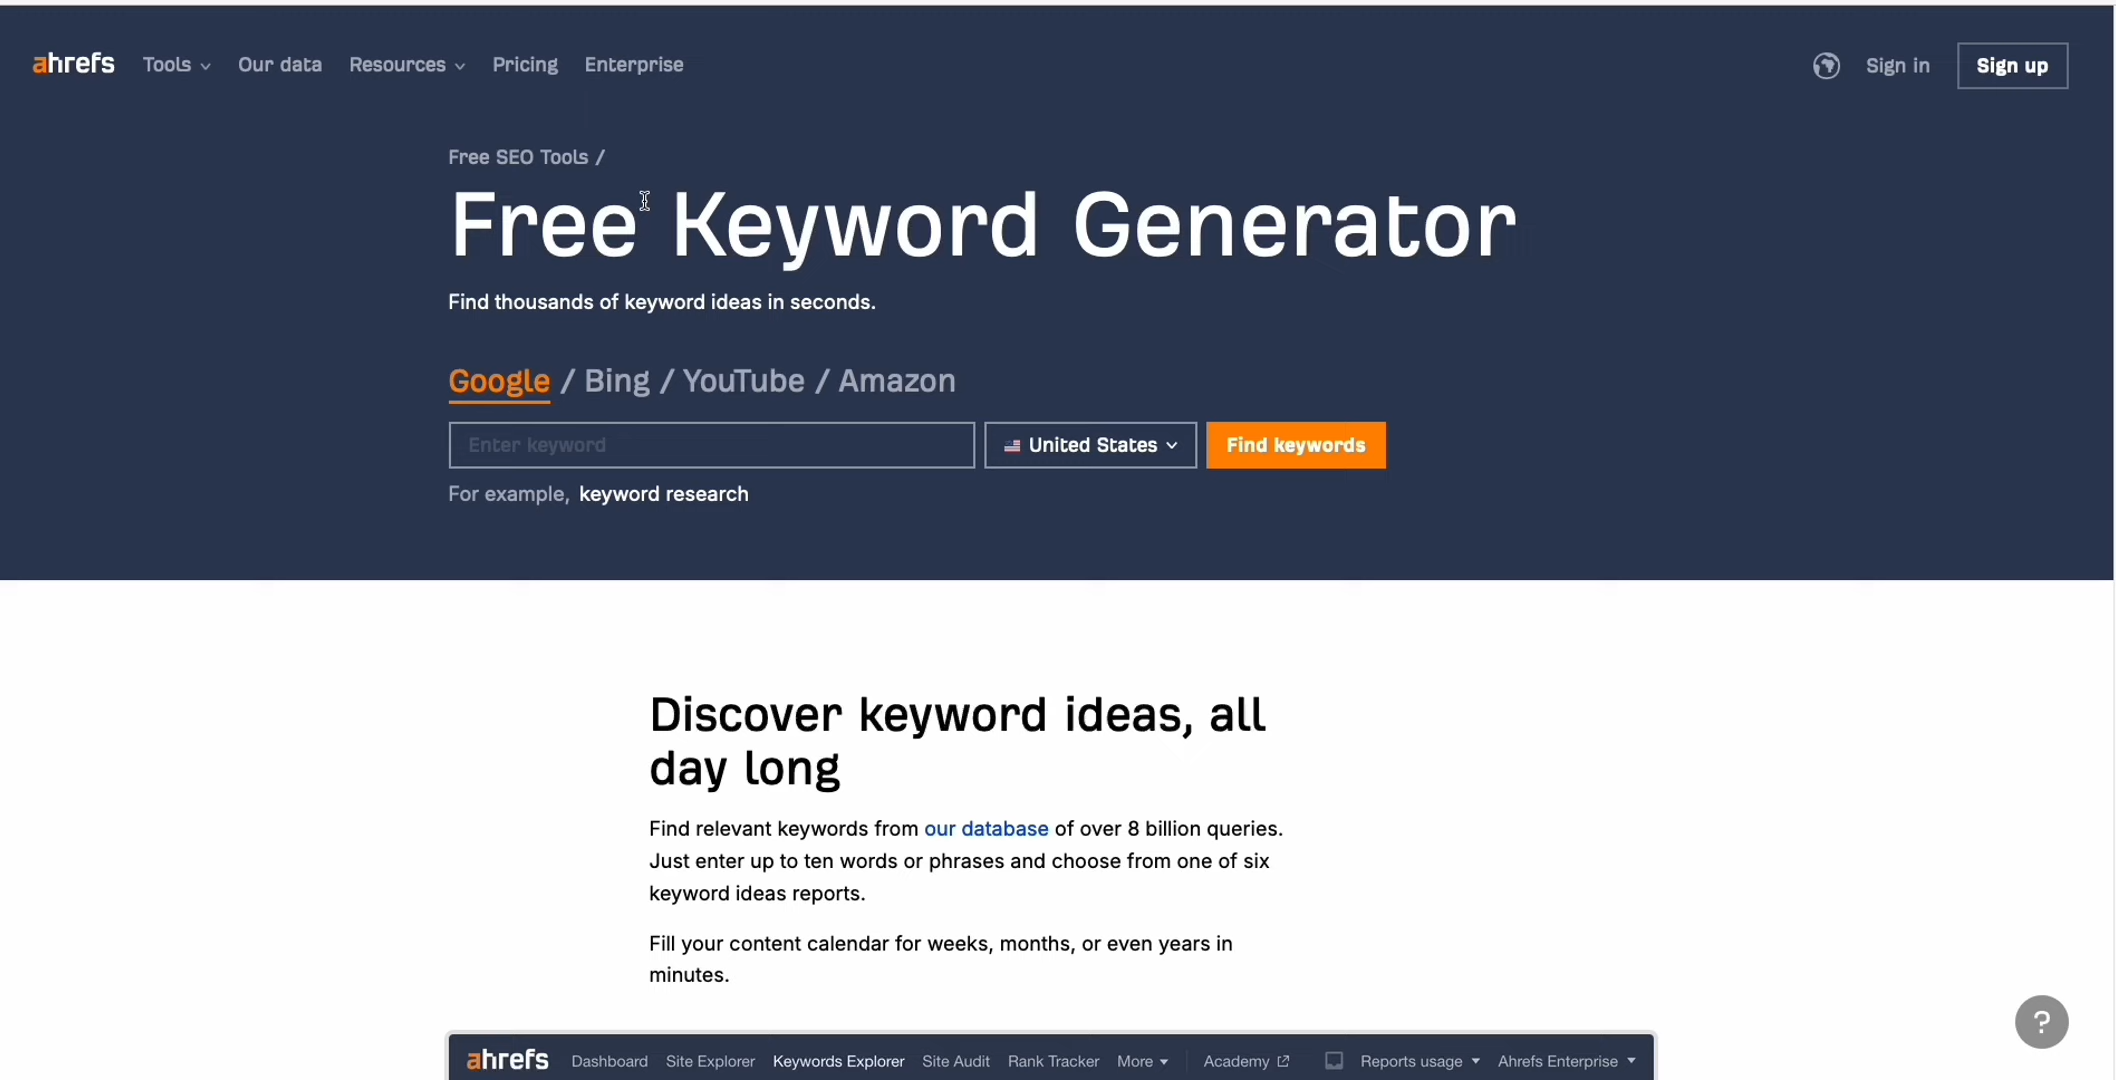 ahrefs Tools Our data Resources Pricing Enterprise Sign in Sign up
Free SEO Tools /
Free Keyword Generator
Find thousands of keyword ideas in seconds.
Google / Bing / YouTube / Amazon
Enter keyword United States Find keywords
For example, keyword research
Discover keyword ideas, all
day long
Find relevant keywords from our database of over 8 billion queries.
Just enter up to ten words or phrases and choose from one of six
keyword ideas reports.
Fill your content calendar for weeks, months, or even years in
minutes.
?
ahrefs Dashboard Site Explorer Keywords Explorer Site Audit Rank Tracker More Academy Reports usage Ahrefs Enterprise